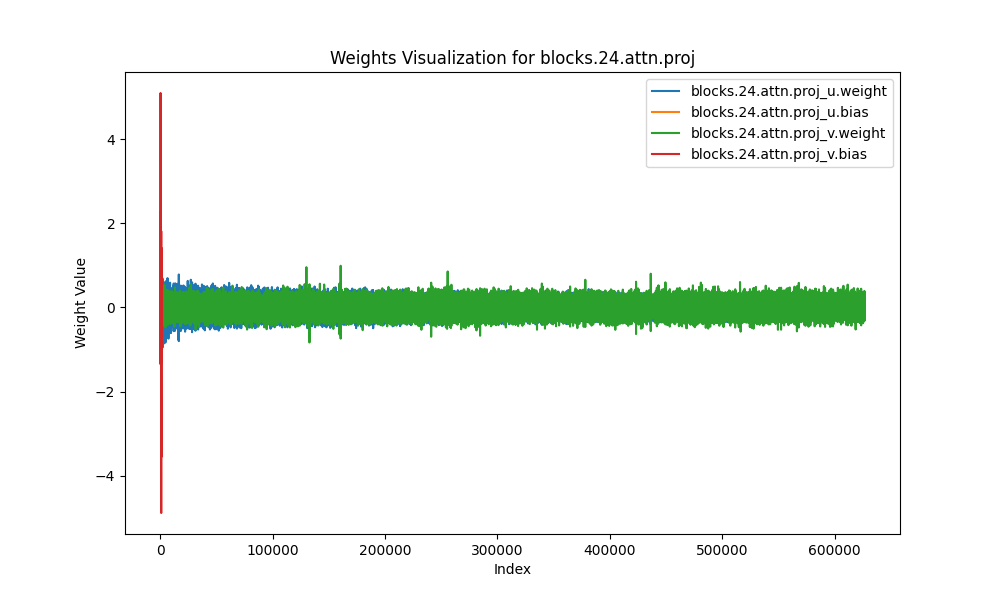 Weights Visualization for blocks.24.attn.proj
blocks.24.attn.proj_u.weight
blocks.24.attn.proj_u.bias
blocks.24.attn.proj_v.weight
blocks.24.attn.proj_v.bias
Weight Value
4
2
0
−2
−4
0 100000 200000 300000 400000 500000 600000
Index